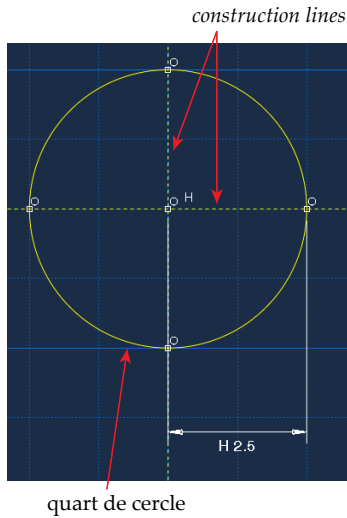 construction lines
O
O O H O
O
H 2.5
quart de cercle